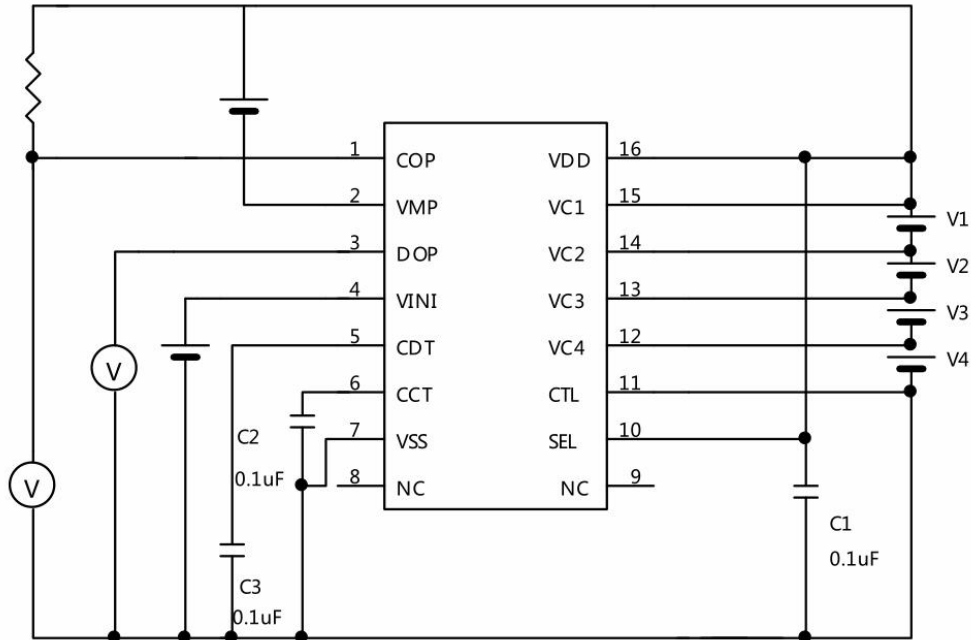 1 COP VDD 16
2 VMP VC1 15
V1
3 DOP VC2 14
V2
4 VINI VC3 13
V3
5 CDT VC4 12
V4
V
6 CCT CTL 11
C2
7 VSS SEL 10
0.1uF
8 NC NC 9
V
C1
0.1uF
C3
0.1uF